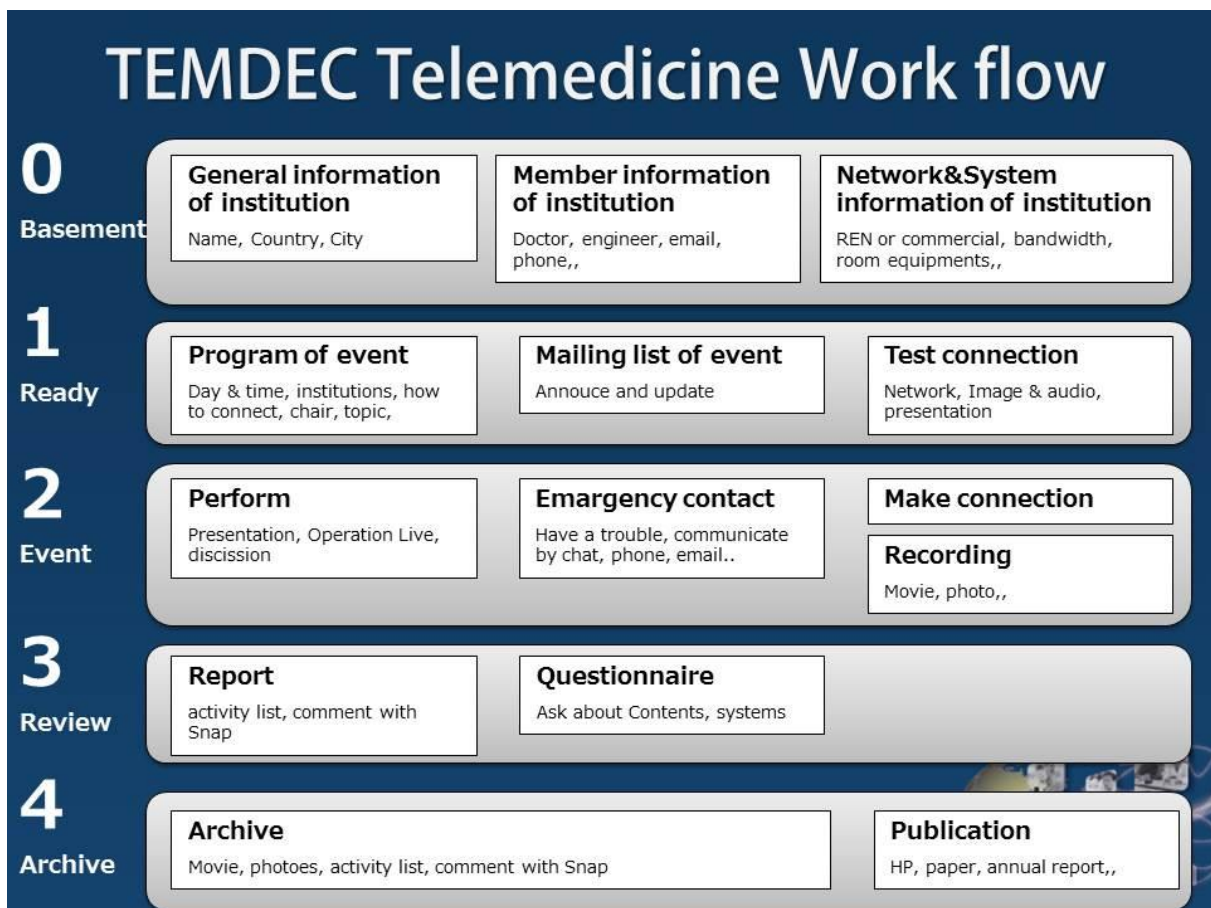 TEMDEC Telemedicine Work flow
0
Basement
General information
of institution
Name, Country, City
Member information
of institution
Doctor, engineer, email,
phone,,
Network&System
information of institution
REN or commercial, bandwidth,
room equipments,,
1
Ready
Program of event
Day & time, institutions, how
to connect, chair, topic,
Mailing list of event
Annouce and update
Test connection
Network, Image & audio,
presentation
2
Event
Perform
Presentation, Operation Live,
discission
Emargency contact
Have a trouble, communicate
by chat, phone, email..
Make connection
Recording
Movie, photo,,
3
Review
Report
activity list, comment with
Snap
Questionnaire
Ask about Contents, systems
4
Archive
Archive
Movie, photoes, activity list, comment with Snap
Publication
HP, paper, annual report,,